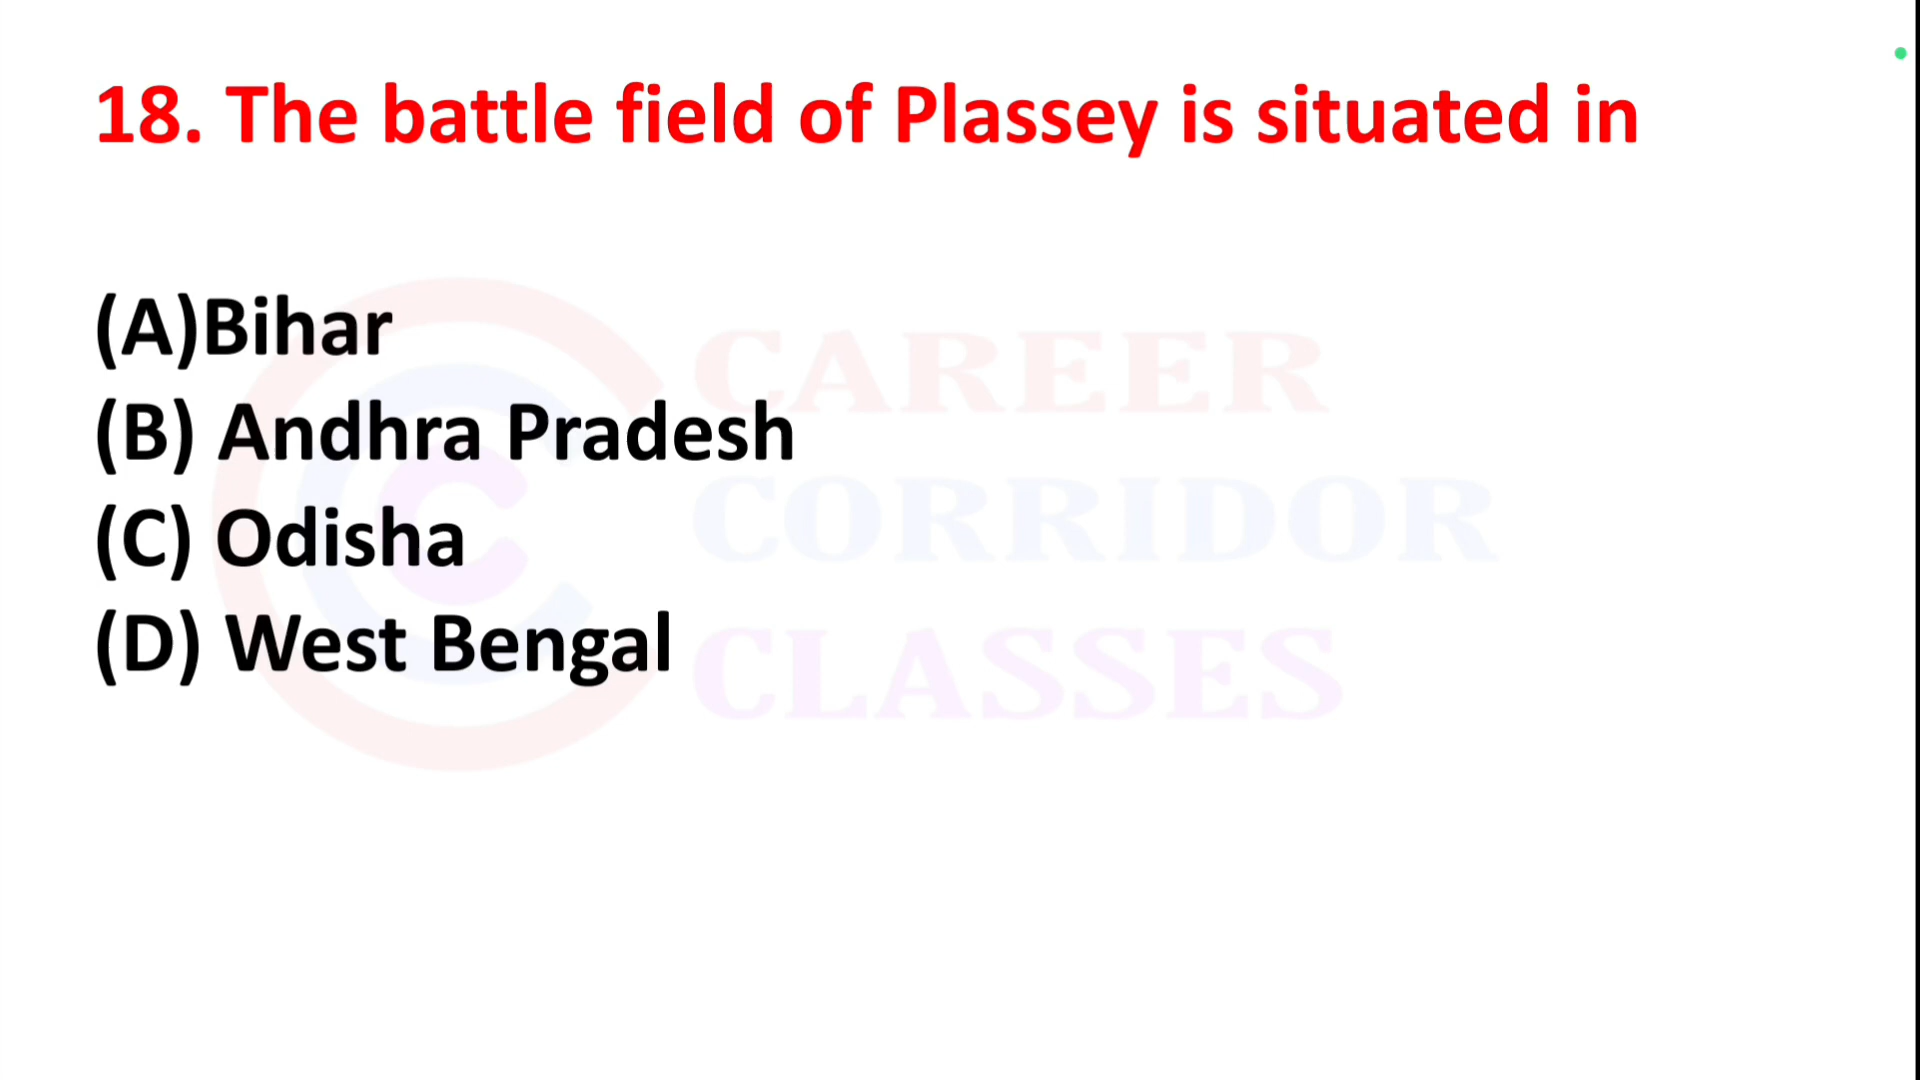 18. The battle field of Plassey is situated in
(A)Bihar
(B) Andhra Pradesh
(C) Odisha
(D) West Bengal
CAREER
CORRIDOR
CLASSES